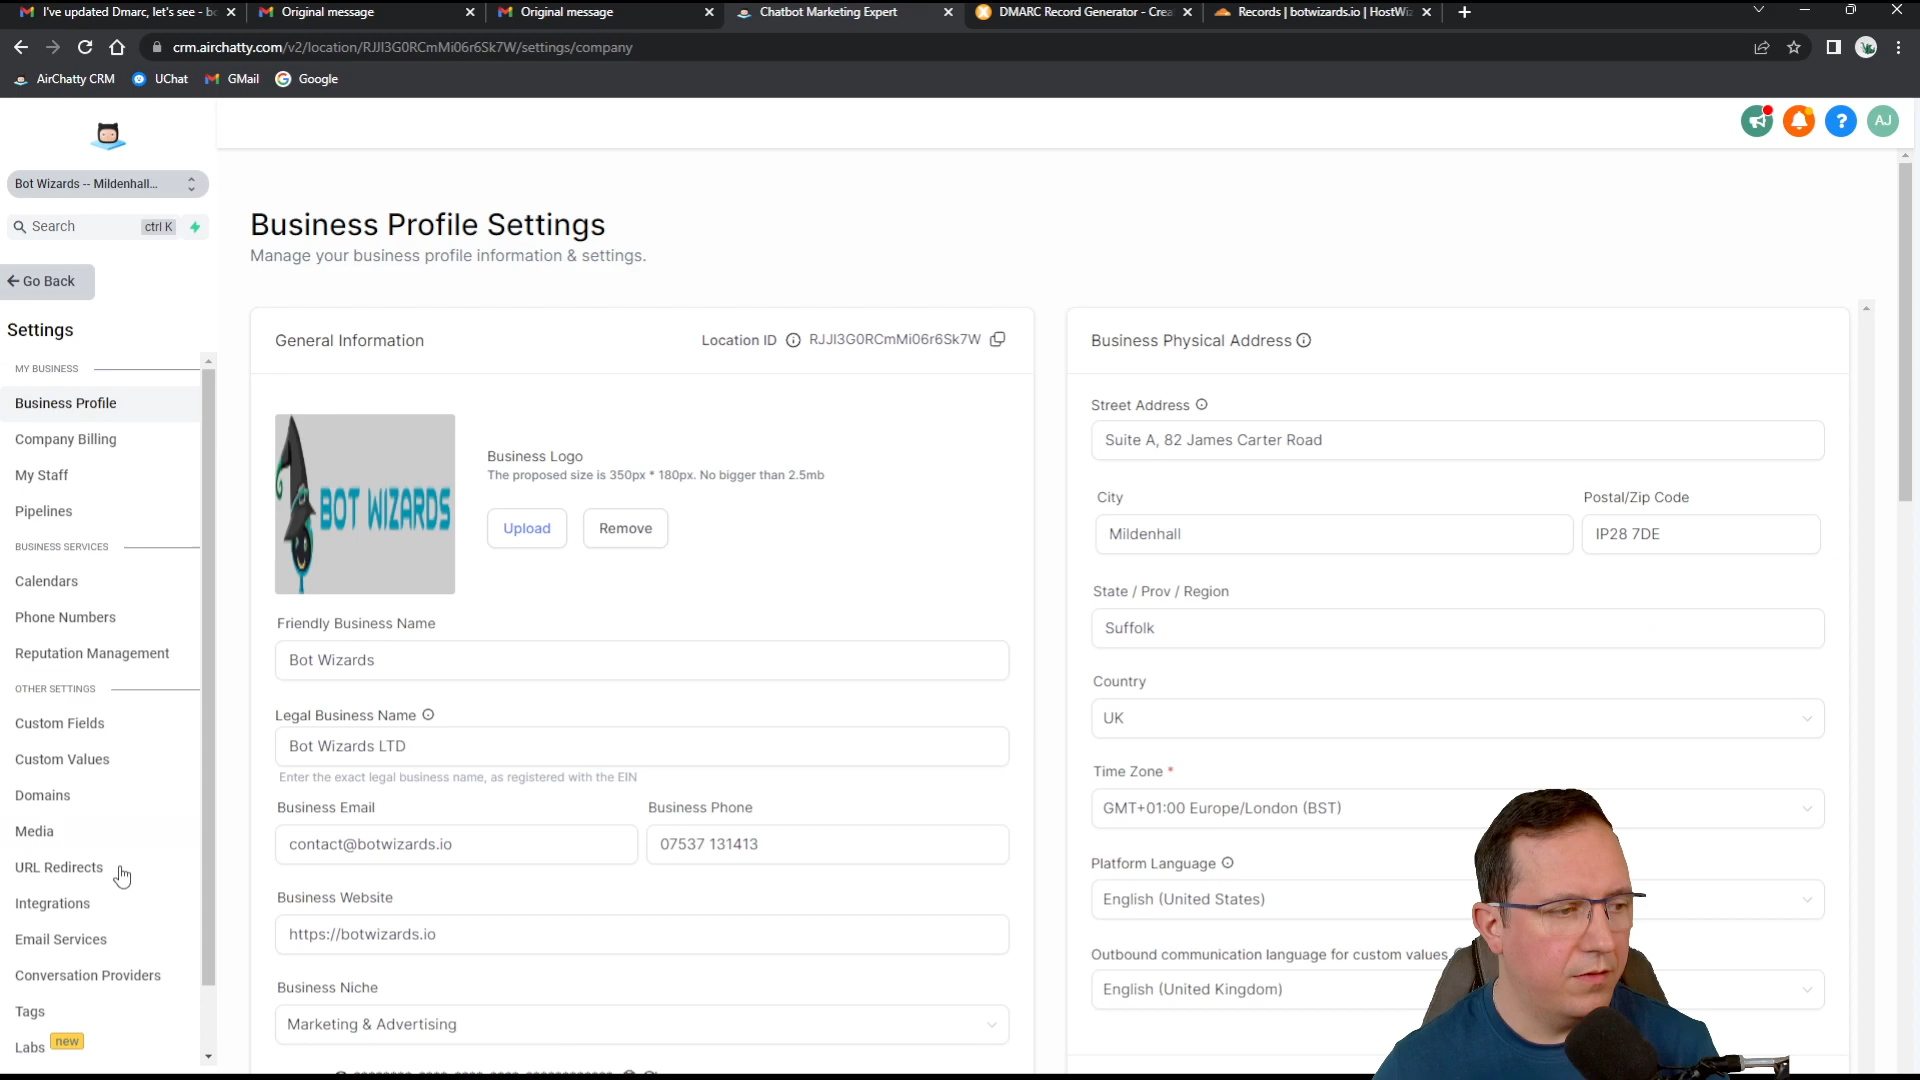 I've updated Dmarc, let's see - bo
Original message
Original message
Chatbot Marketing Expert
DMARC Record Generator - Crea
Records | botwizards.io | HostWiz
crm.airchatty.com/v2/location/RJJI3G0RCmMi06r6Sk7W/settings/company
AirChatty CRM
UChat
GMail
Google
AJ
Bot Wizards -- Mildenhall...
Search
ctrl K
Go Back
Settings
MY BUSINESS
Business Profile
Company Billing
My Staff
Pipelines
BUSINESS SERVICES
Calendars
Phone Numbers
Reputation Management
OTHER SETTINGS
Custom Fields
Custom Values
Domains
Media
URL Redirects
Integrations
Email Services
Conversation Providers
Tags
Labs new
Business Profile Settings
Manage your business profile information & settings.
General Information
Location ID RJJI3G0RCmMi06r6Sk7W
BOT WIZARDS
Business Logo
The proposed size is 350px * 180px. No bigger than 2.5mb
Upload
Remove
Friendly Business Name
Bot Wizards
Legal Business Name
Bot Wizards LTD
Enter the exact legal business name, as registered with the EIN
Business Email
Business Phone
contact@botwizards.io
07537 131413
Business Website
https://botwizards.io
Business Niche
Marketing & Advertising
Business Physical Address
Street Address
Suite A, 82 James Carter Road
City
Postal/Zip Code
Mildenhall
IP28 7DE
State / Prov / Region
Suffolk
Country
UK
Time Zone *
GMT+01:00 Europe/London (BST)
Platform Language
English (United States)
Outbound communication language for custom values
English (United Kingdom)